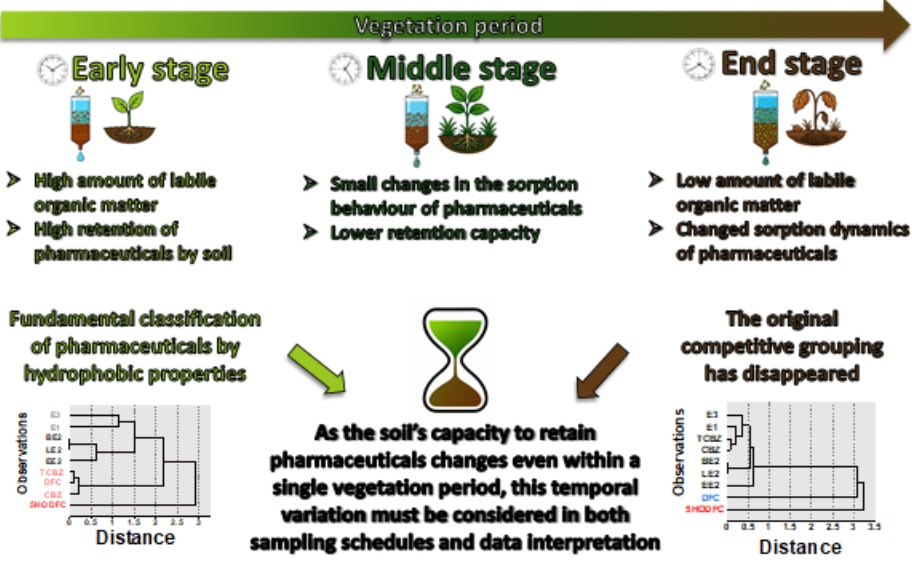 Vegetation period
Early stage
Middle stage
End stage
High amount of labile
organic matter
High retention of
pharmaceuticals by soil
Small changes in the sorption
behaviour of pharmaceuticals
Lower retention capacity
Low amount of labile
organic matter
Changed sorption dynamics
of pharmaceuticals
Fundamental classification
of pharmaceuticals by
hydrophobic properties
The original
competitive grouping
has disappeared
As the soil's capacity to retain
pharmaceuticals changes even within a
single vegetation period, this temporal
variation must be considered in both
sampling schedules and data interpretation
Observations
E3
E1
BE2
LE2
EE2
TCBZ
DFC
CBZ
5HODFC
0 0.5 1 1.5 2 2.5 3
Distance
Observations
E3
E1
TCBZ
CBZ
BE2
LE2
EE2
DFC
5HODFC
0 0.5 1 1.5 2 2.5 3 3.5
Distance